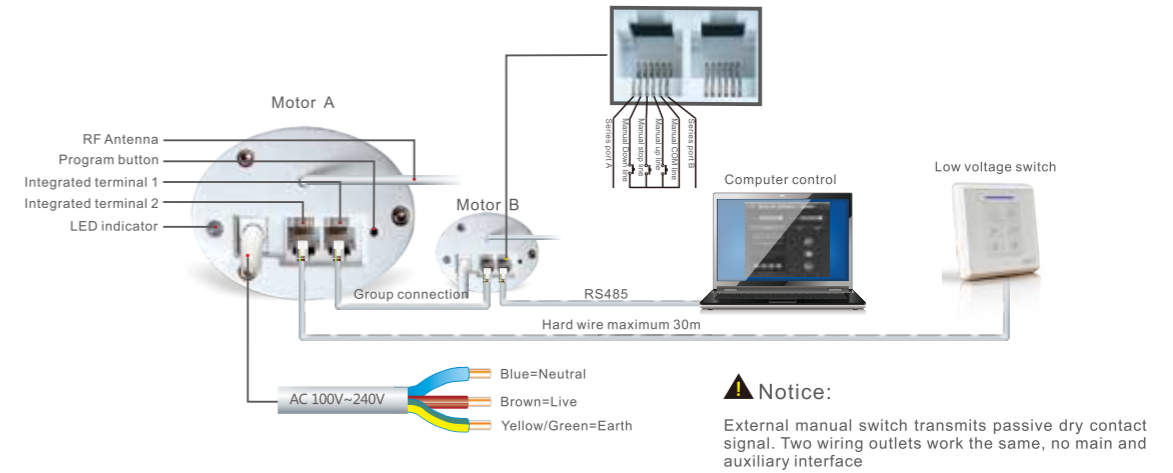 Motor A
RF Antenna
Program button
Integrated terminal 1
Integrated terminal 2
LED indicator
Motor B
Series port A
Manual Down line
Manual stop line
Manual up line
Manual COM line
Series port B
Computer control
Low voltage switch
Group connection
RS485
Hard wire maximum 30m
AC 100V~240V
Blue=Neutral
Brown=Live
Yellow/Green=Earth
Notice:
External manual switch transmits passive dry contact
signal. Two wiring outlets work the same, no main and
auxiliary interface